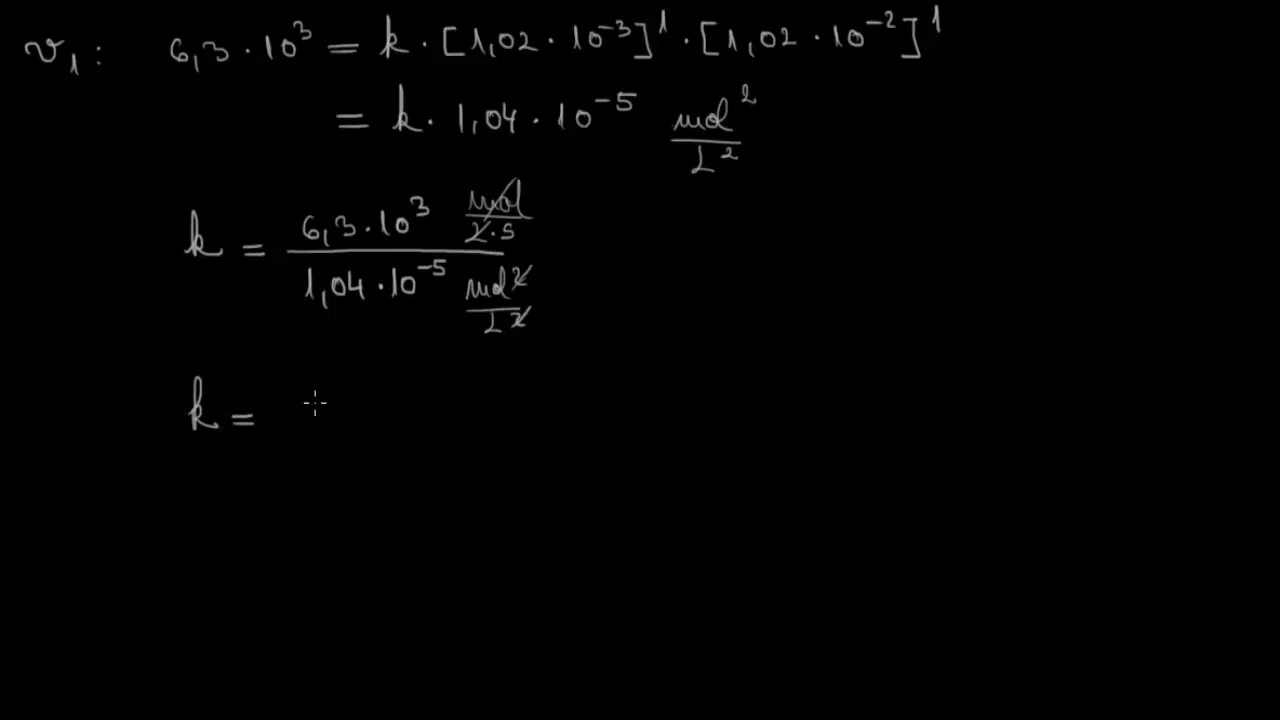 v₁: 6,3 · 10³ = k · [1,02 · 10⁻³]¹ · [1,02 · 10⁻²]¹
= k · 1,04 · 10⁻⁵ mol²/L²
k = 6,3 · 10³ mol/L·s
1,04 · 10⁻⁵ mol²/L²
k =